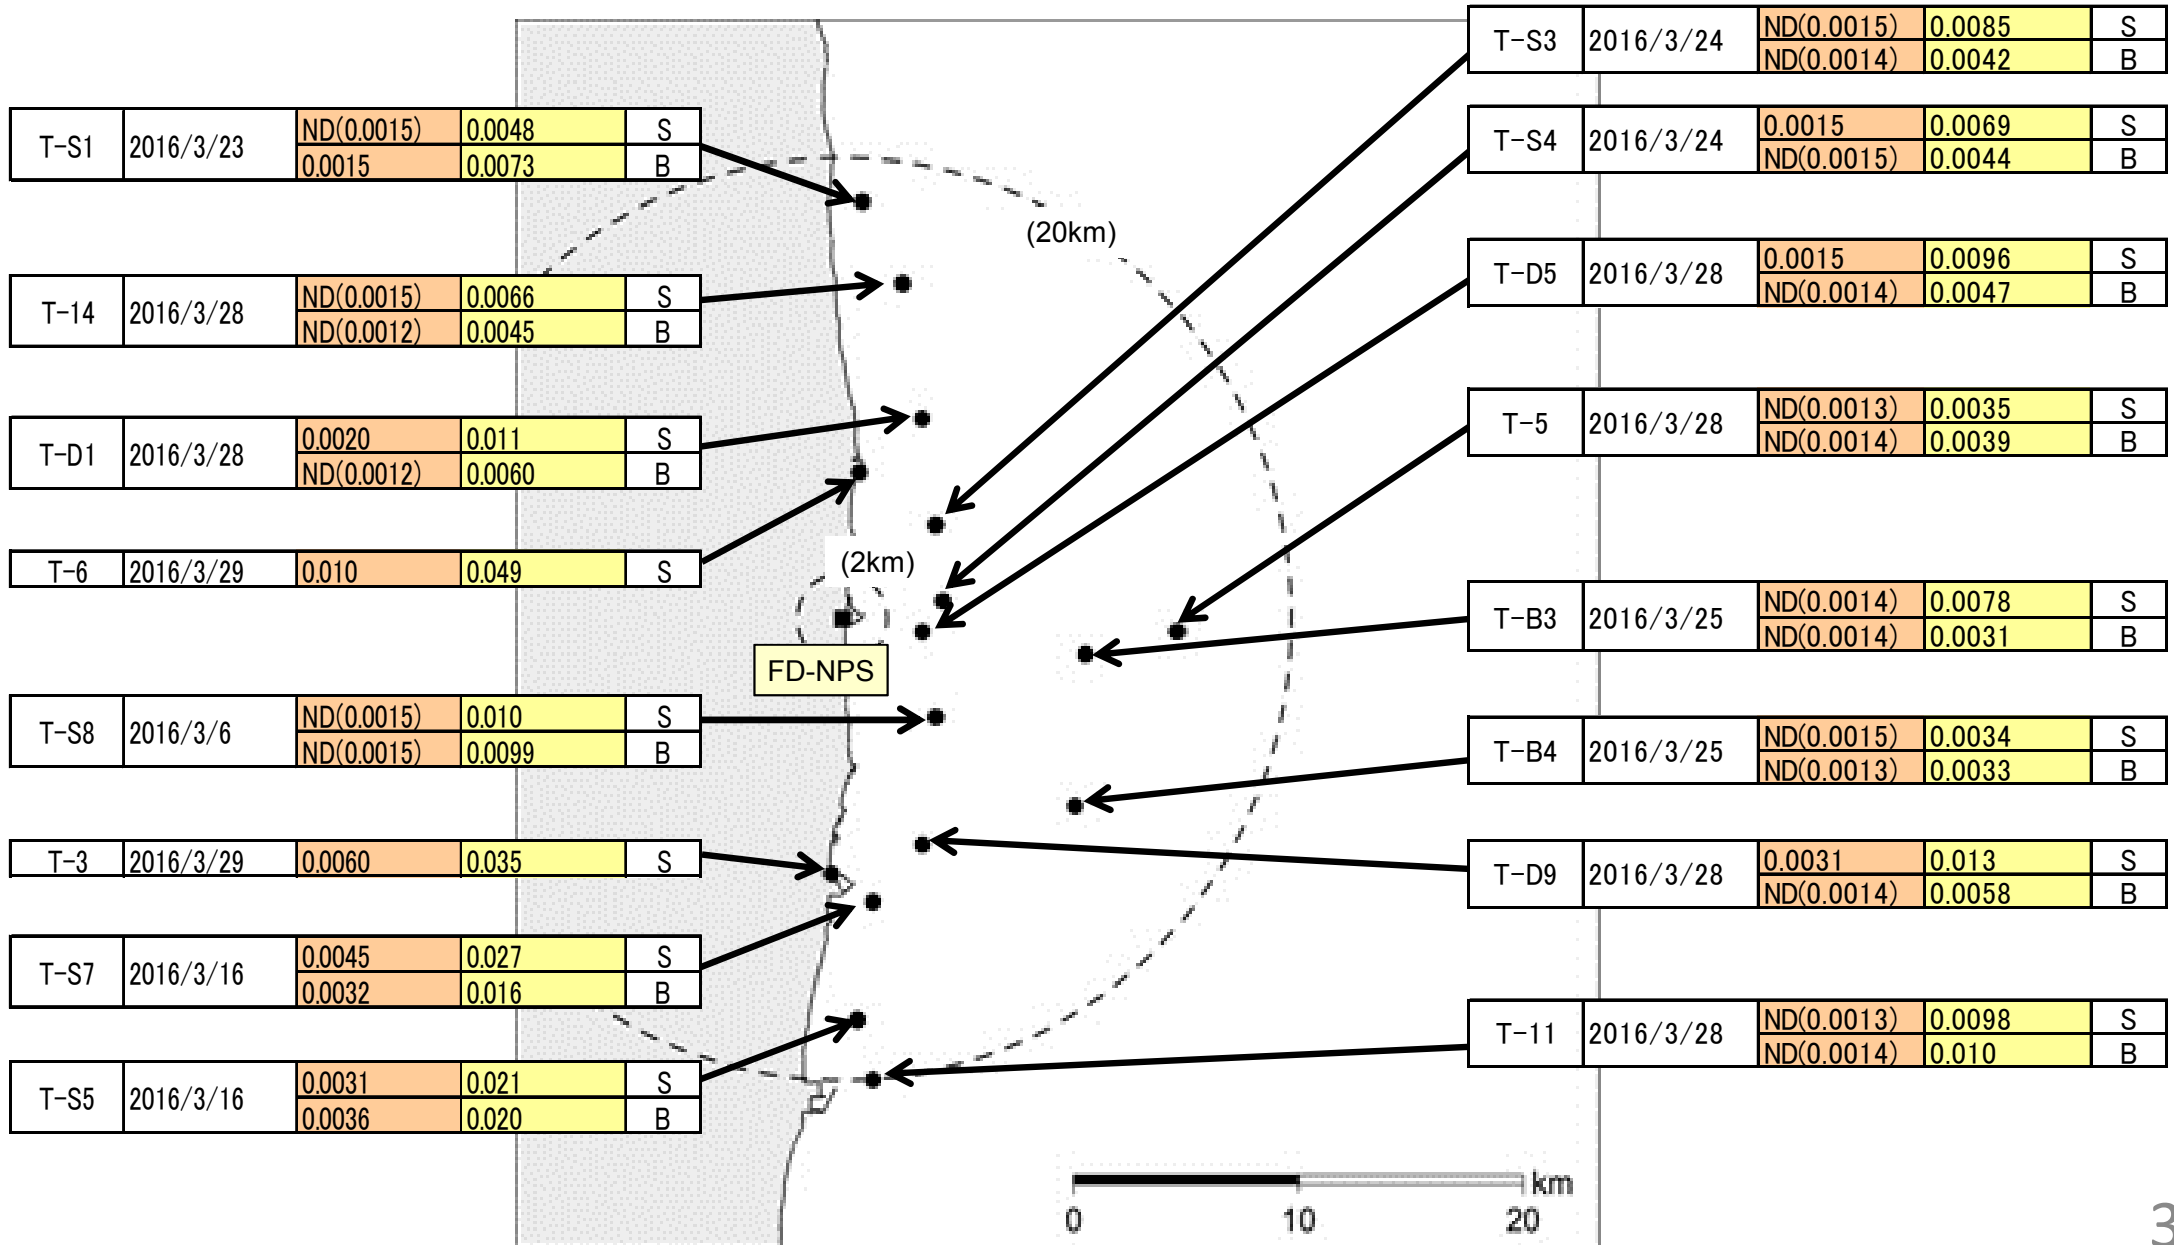 T-S1 2016/3/23 ND(0.0015) 0.0048 S
0.0015 0.0073 B
T-14 2016/3/28 ND(0.0015) 0.0066 S
ND(0.0012) 0.0045 B
T-D1 2016/3/28 0.0020 0.011 S
ND(0.0012) 0.0060 B
T-6 2016/3/29 0.010 0.049 S
T-S8 2016/3/6 ND(0.0015) 0.010 S
ND(0.0015) 0.0099 B
T-3 2016/3/29 0.0060 0.035 S
T-S7 2016/3/16 0.0045 0.027 S
0.0032 0.016 B
T-S5 2016/3/16 0.0031 0.021 S
0.0036 0.020 B
(20km)
(2km)
FD-NPS
T-S3 2016/3/24 ND(0.0015) 0.0085 S
ND(0.0014) 0.0042 B
T-S4 2016/3/24 0.0015 0.0069 S
ND(0.0015) 0.0044 B
T-D5 2016/3/28 0.0015 0.0096 S
ND(0.0014) 0.0047 B
T-5 2016/3/28 ND(0.0013) 0.0035 S
ND(0.0014) 0.0039 B
T-B3 2016/3/25 ND(0.0014) 0.0078 S
ND(0.0014) 0.0031 B
T-B4 2016/3/25 ND(0.0015) 0.0034 S
ND(0.0013) 0.0033 B
T-D9 2016/3/28 0.0031 0.013 S
ND(0.0014) 0.0058 B
T-11 2016/3/28 ND(0.0013) 0.0098 S
ND(0.0014) 0.010 B
km
0 10 20
3